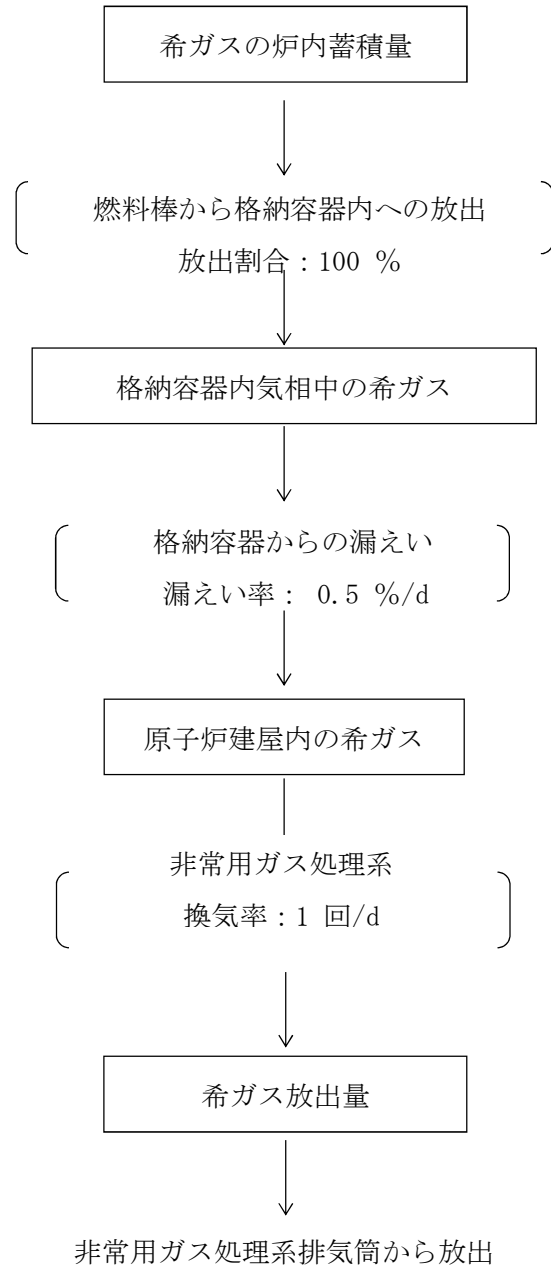 希ガスの炉内蓄積量
燃料棒から格納容器内への放出
放出割合：100 %
格納容器内気相中の希ガス
格納容器からの漏えい
漏えい率： 0.5 %/d
原子炉建屋内の希ガス
非常用ガス処理系
換気率：1 回/d
希ガス放出量
非常用ガス処理系排気筒から放出